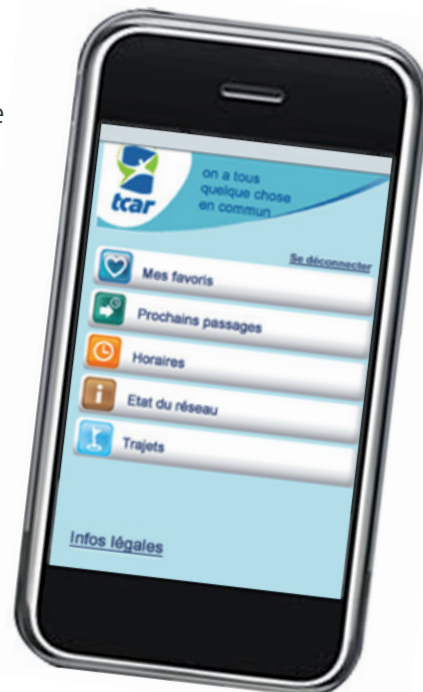 e
tcar
on a tous
quelque chose
en commun
Se déconnecter
Mes favoris
Prochains passages
Horaires
Etat du réseau
Trajets
Infos légales